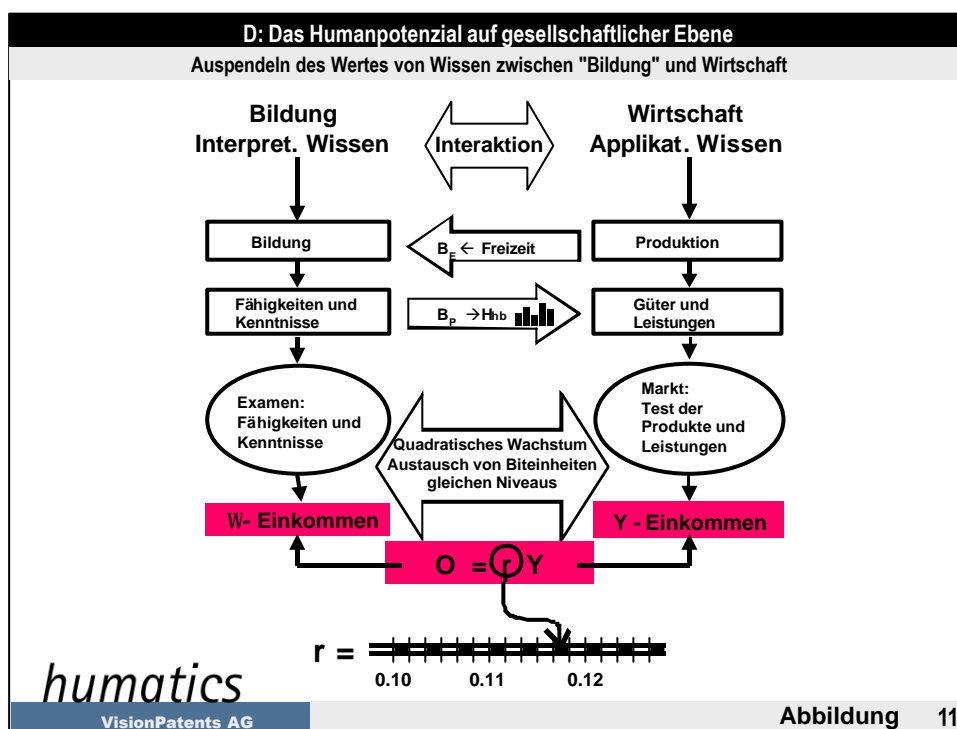 D: Das Humanpotenzial auf gesellschaftlicher Ebene
Auspendeln des Wertes von Wissen zwischen "Bildung" und Wirtschaft
Bildung
Interpret. Wissen
Interaktion
Wirtschaft
Applikat. Wissen
Bildung
B_E ← Freizeit
Produktion
Fähigkeiten und
Kenntnisse
B_P →Hhb
Güter und
Leistungen
Examen:
Fähigkeiten und
Kenntnisse
Quadratisches Wachstum
Austausch von Biteinheiten
gleichen Niveaus
Markt:
Test der
Produkte und
Leistungen
W- Einkommen
Y - Einkommen
O = r Y
r =
0.10 0.11 0.12
humatics
VisionPatents AG
Abbildung 11